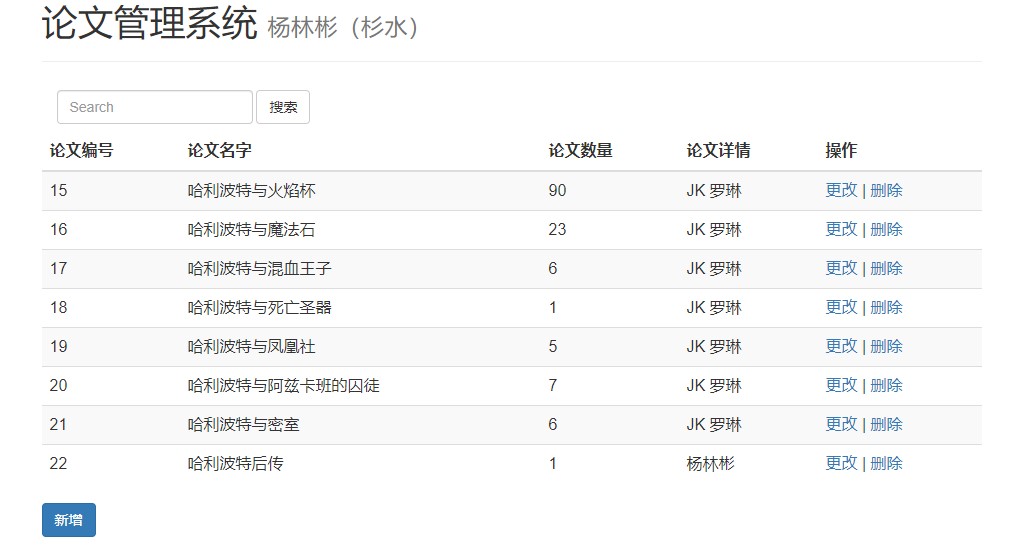 论文管理系统 杨林彬（杉水）
Search 搜索
论文编号 论文名字 论文数量 论文详情 操作
15 哈利波特与火焰杯 90 JK 罗琳 更改 | 删除
16 哈利波特与魔法石 23 JK 罗琳 更改 | 删除
17 哈利波特与混血王子 6 JK 罗琳 更改 | 删除
18 哈利波特与死亡圣器 1 JK 罗琳 更改 | 删除
19 哈利波特与凤凰社 5 JK 罗琳 更改 | 删除
20 哈利波特与阿兹卡班的囚徒 7 JK 罗琳 更改 | 删除
21 哈利波特与密室 6 JK 罗琳 更改 | 删除
22 哈利波特后传 1 杨林彬 更改 | 删除
新增